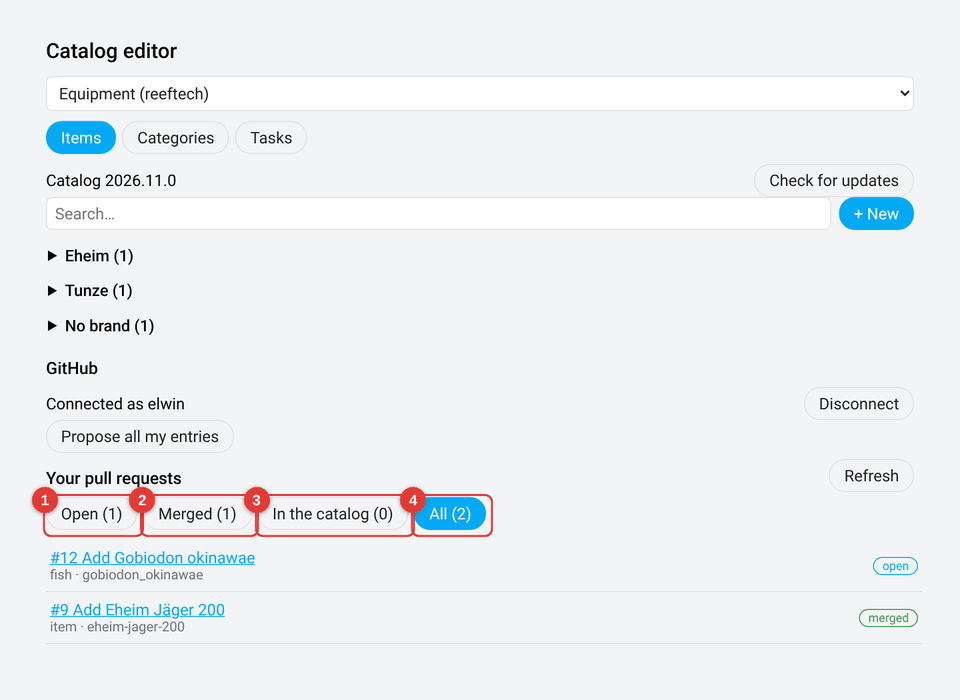 Catalog editor
Equipment (reeftech)
Items Categories Tasks
Catalog 2026.11.0 Check for updates
Search... + New
Eheim (1)
Tunze (1)
No brand (1)
GitHub
Connected as elwin Disconnect
Propose all my entries
Your pull requests Refresh
1 Open (1) 2 Merged (1) 3 In the catalog (0) 4 All (2)
#12 Add Gobiodon okinawae
fish · gobiodon_okinawae open
#9 Add Eheim Jäger 200
item · eheim-jager-200 merged